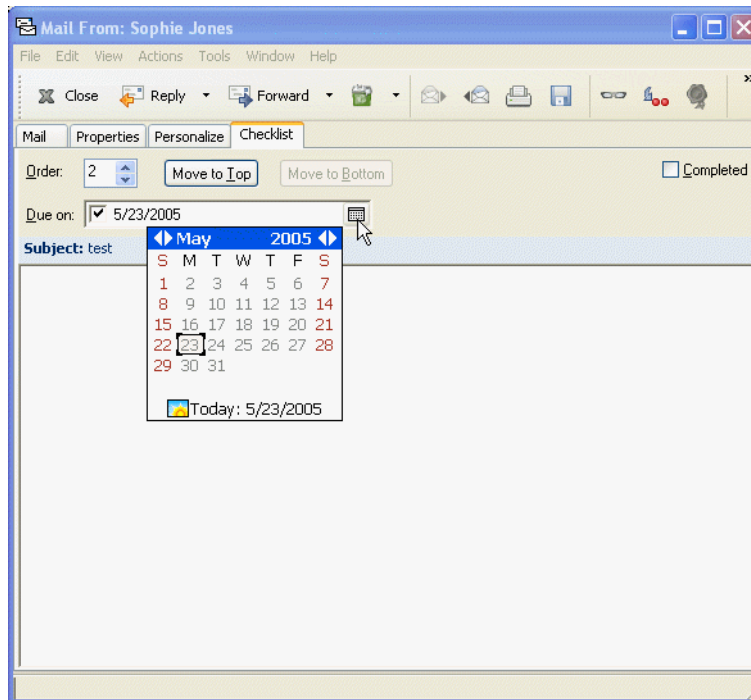 Mail From: Sophie Jones
File Edit View Actions Tools Window Help
Close Reply Forward »
Mail Properties Personalize Checklist
Order: 2 Move to Top Move to Bottom Completed
Due on: 5/23/2005
Subject: test
May 2005
S M T W T F S
1 2 3 4 5 6 7
8 9 10 11 12 13 14
15 16 17 18 19 20 21
22 23 24 25 26 27 28
29 30 31
Today: 5/23/2005